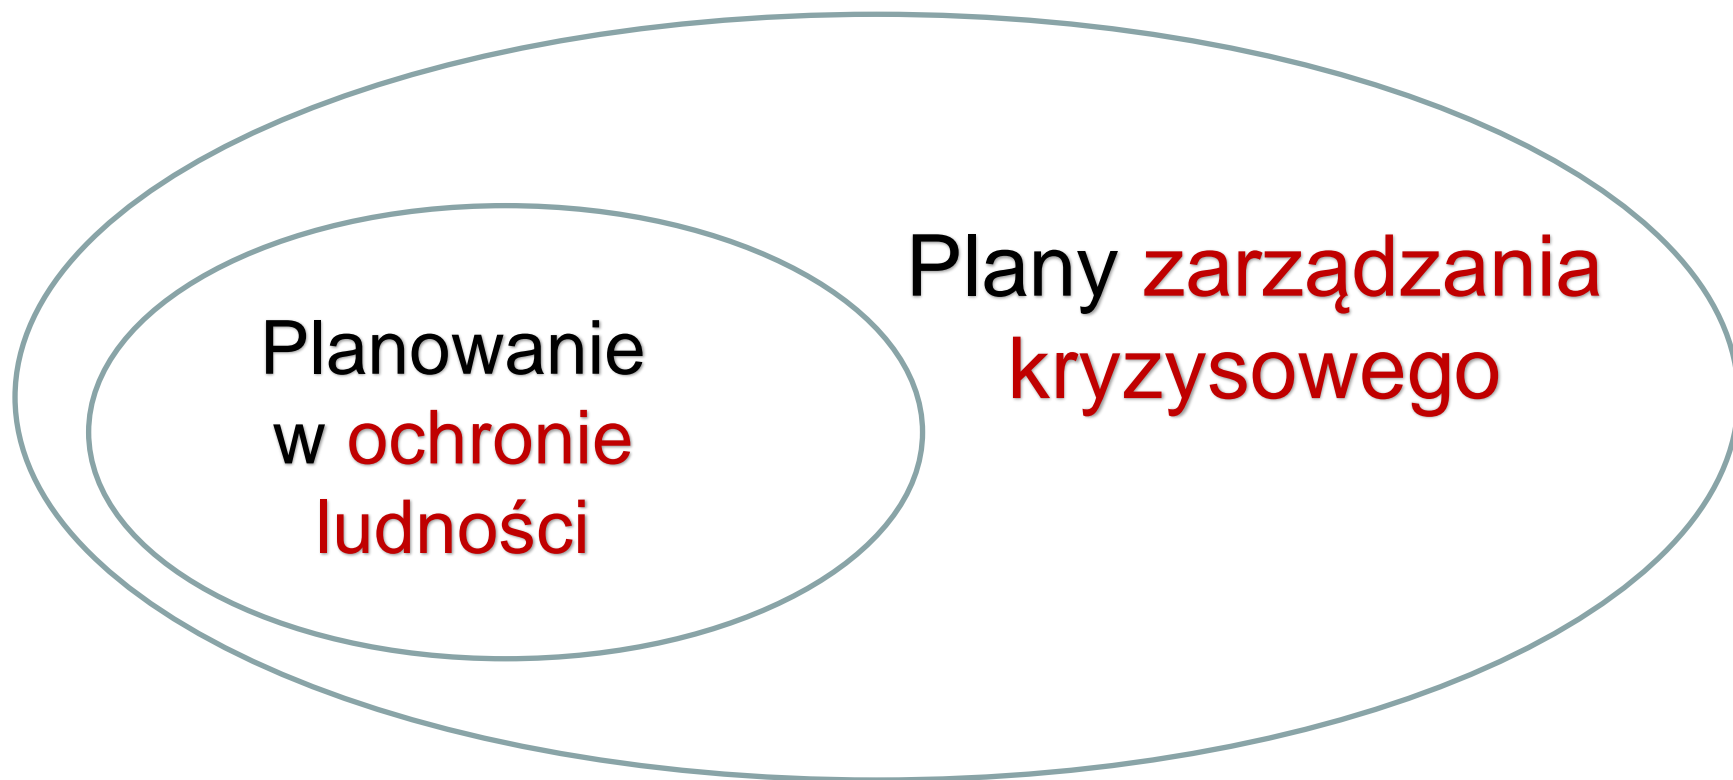 Planowanie
w ochronie
ludności
Plany zarządzania
kryzysowego